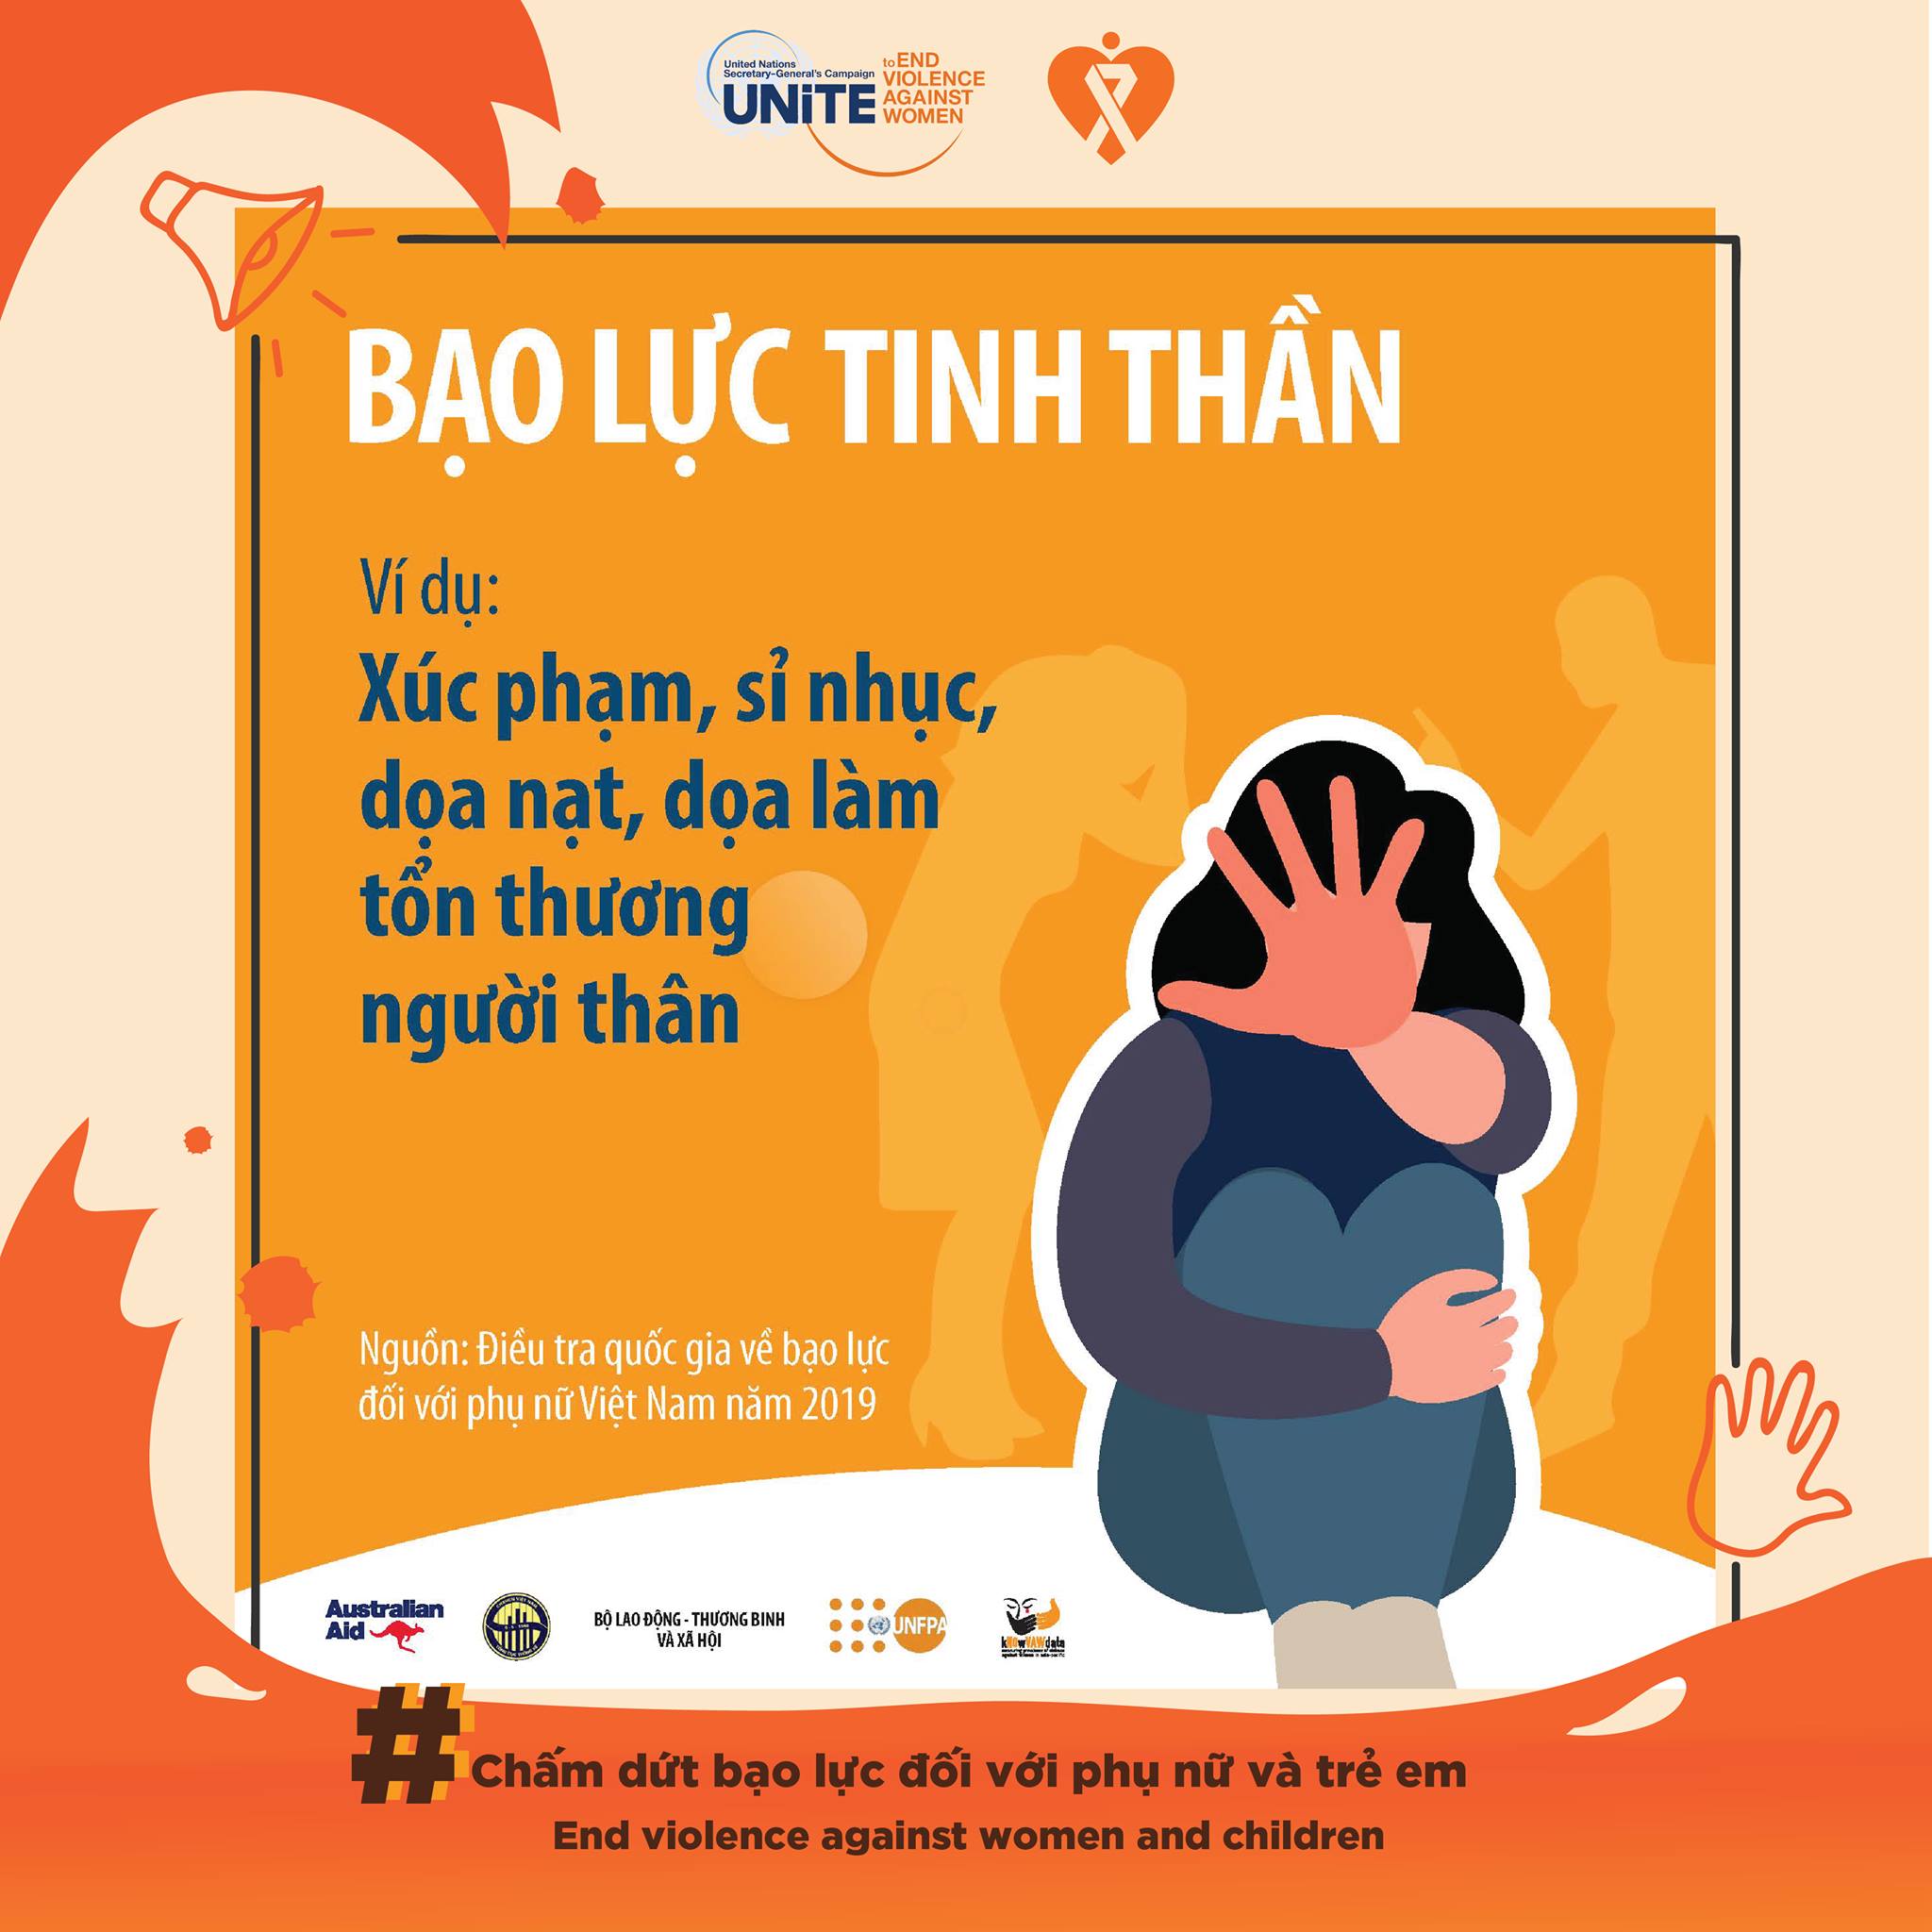 United Nations
Secretary-General's Campaign
UNiTE
to END
VIOLENCE
AGAINST
WOMEN
BẠO LỰC TINH THẦN
Ví dụ:
Xúc phạm, sỉ nhục,
dọa nạt, dọa làm
tổn thương
người thân
Nguồn: Điều tra quốc gia về bạo lực
đối với phụ nữ Việt Nam năm 2019
Australian
Aid
BỘ LAO ĐỘNG - THƯƠNG BINH
VÀ XÃ HỘI
UNFPA
kNOwVAWdata
#Chấm dứt bạo lực đối với phụ nữ và trẻ em
End violence against women and children